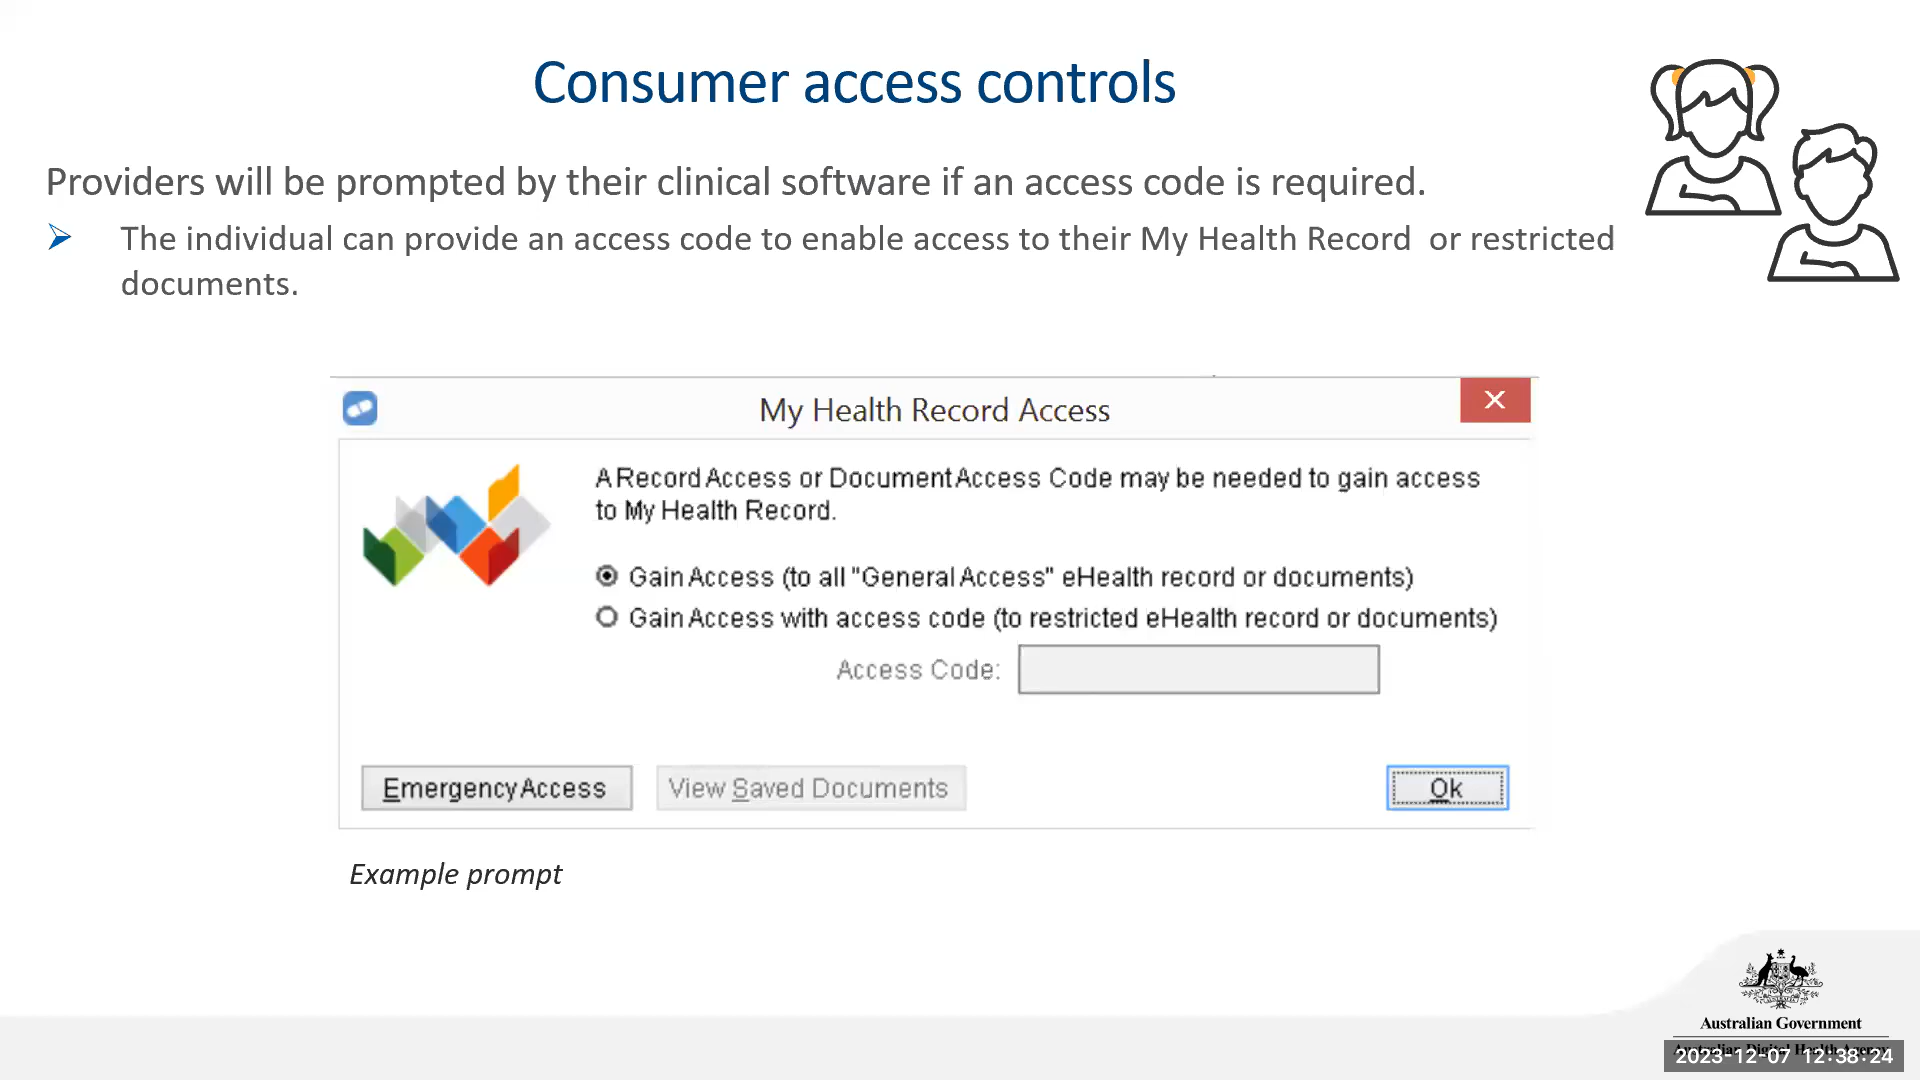 Consumer access controls
Providers will be prompted by their clinical software if an access code is required.
The individual can provide an access code to enable access to their My Health Record or restricted
documents.
My Health Record Access
A Record Access or Document Access Code may be needed to gain access
to My Health Record.
Gain Access (to all "General Access" eHealth record or documents)
Gain Access with access code (to restricted eHealth record or documents)
Access Code:
Emergency Access
View Saved Documents
Ok
Example prompt
Australian Government
2023-12-07 12:38:24